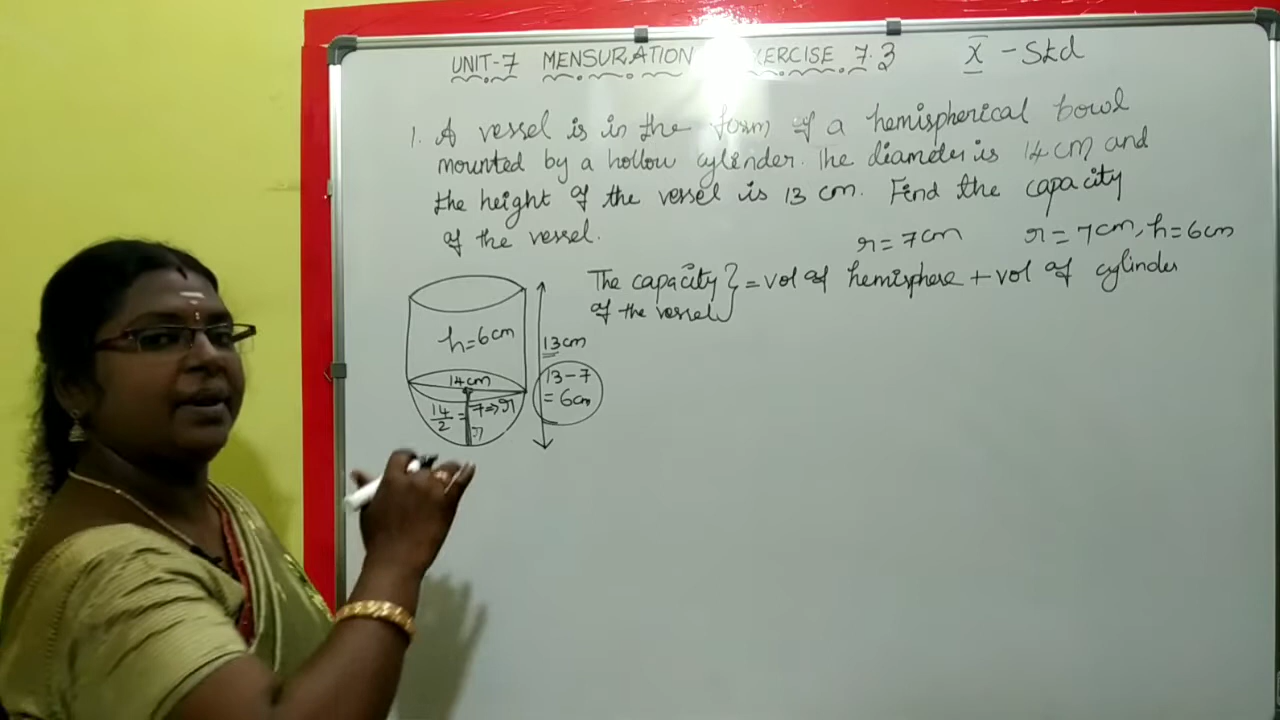 UNIT-7 MENSURATION ERCISE 7.3 X - Std
1. A vessel is in the form of a hemispherical bowl
mounted by a hollow cylinder. The diameter is 14 cm and
the height of the vessel is 13 cm. Find the capacity
of the vessel.
r = 7cm r = 7cm, h = 6cm
The capacity } = vol of hemisphere + vol of cylinder
of the vessel
h = 6cm
13cm
14cm
13 - 7
= 6cm
14/2 = 7 ⇒ r
r